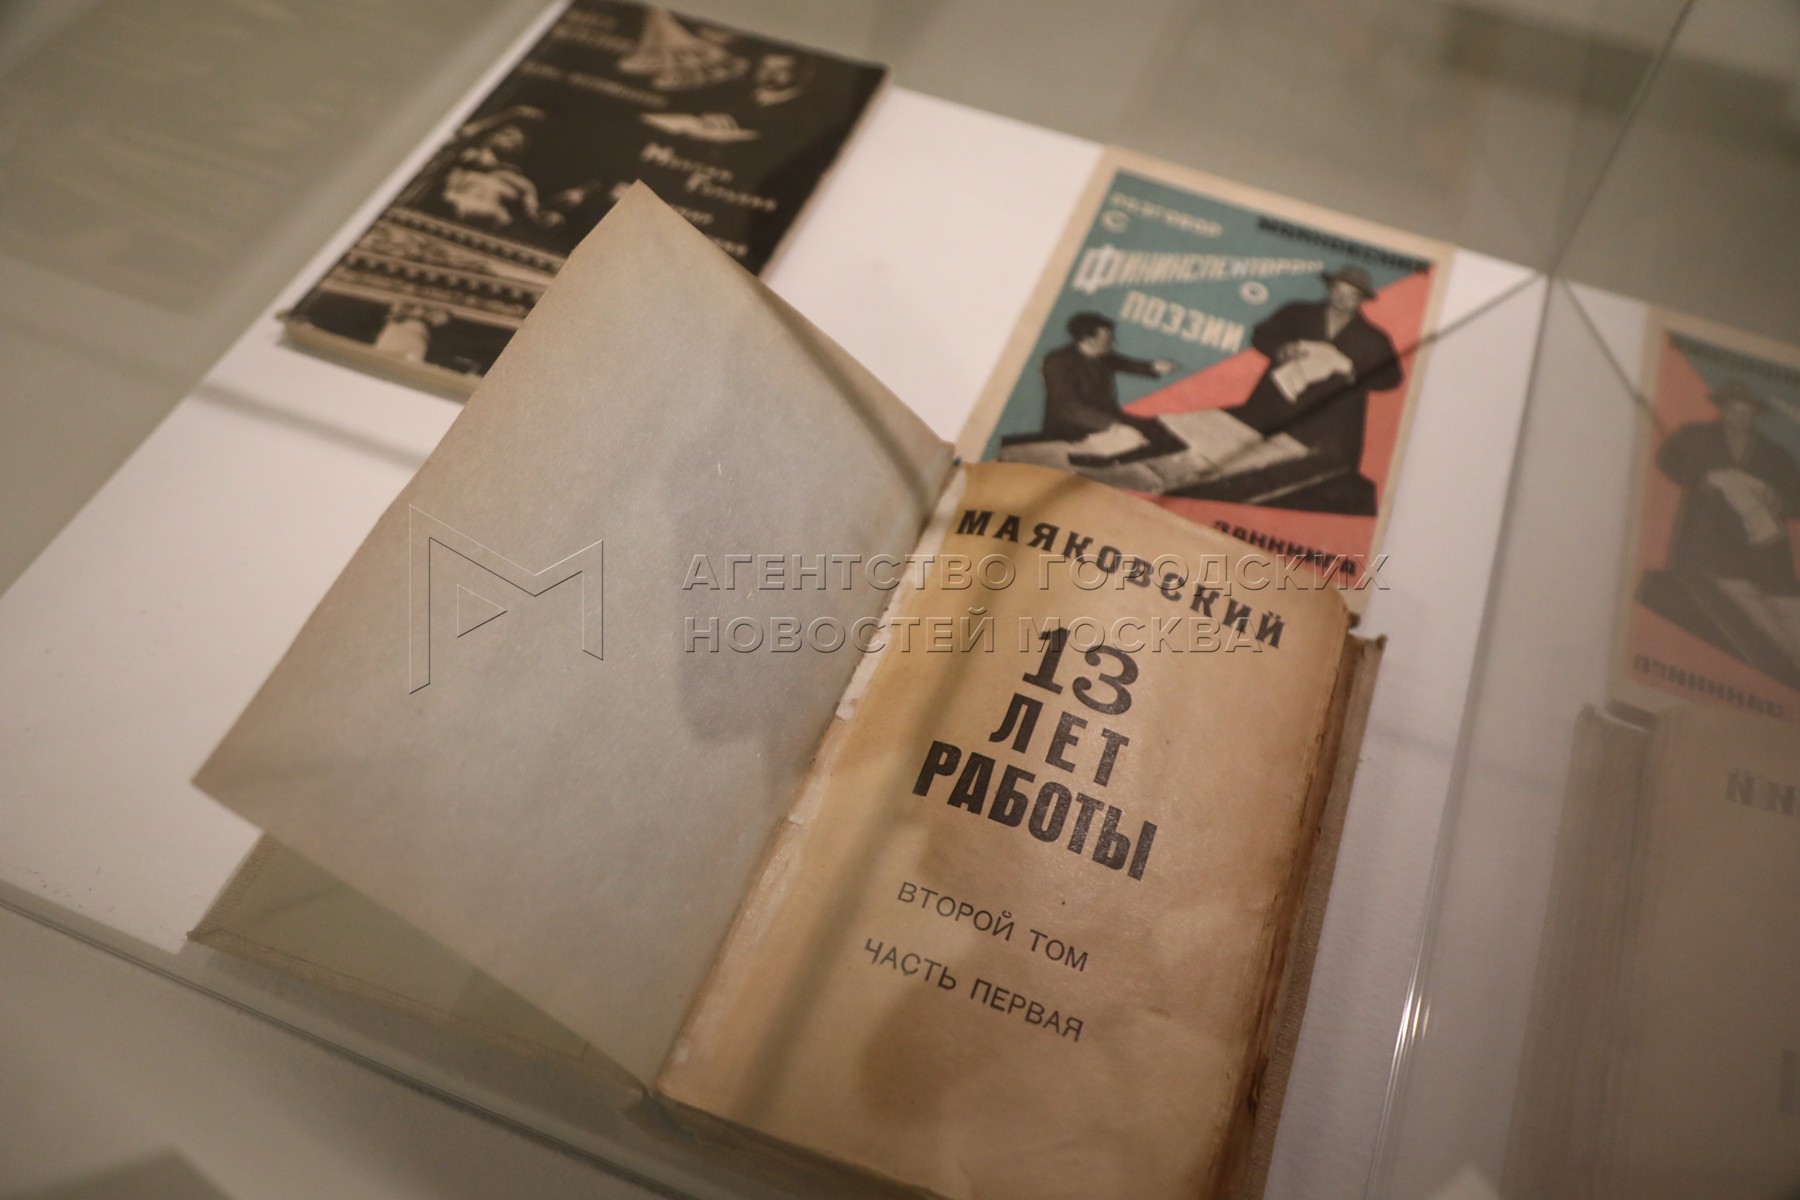 РАЗГОВОР
С
ФИНИНСПЕКТОРОМ
О
ПОЭЗИИ
МАЯКОВСКИЙ
МАЯКОВСКИЙ
13
ЛЕТ
РАБОТЫ
ВТОРОЙ ТОМ
ЧАСТЬ ПЕРВАЯ
АГЕНТСТВО ГОРОДСКИХ
НОВОСТЕЙ МОСКВА